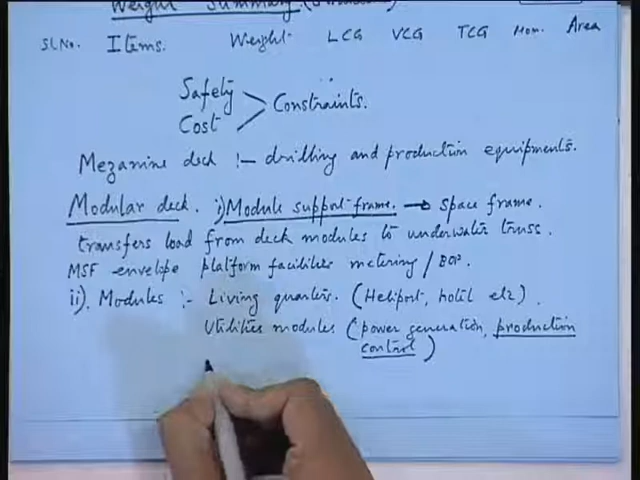 Weight Summary.
Sl.No. Items. Weight. LCG VCG TCG Mom. Area
Safety
Cost
Constraints.
Mezanine deck :- drilling and production equipments.
Modular deck. i) Module support frame. → space frame.
transfers load from deck modules to underwater truss.
MSF envelope platform facilities metering / BOP.
ii). Modules :- Living quarters. (Heliport, hotel etc).
Utilities modules (power generation, production
control)